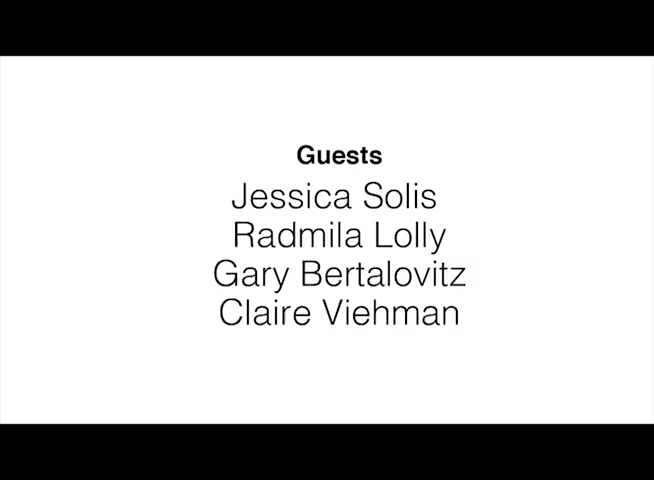 Guests
Jessica Solis
Radmila Lolly
Gary Bertalovitz
Claire Viehman